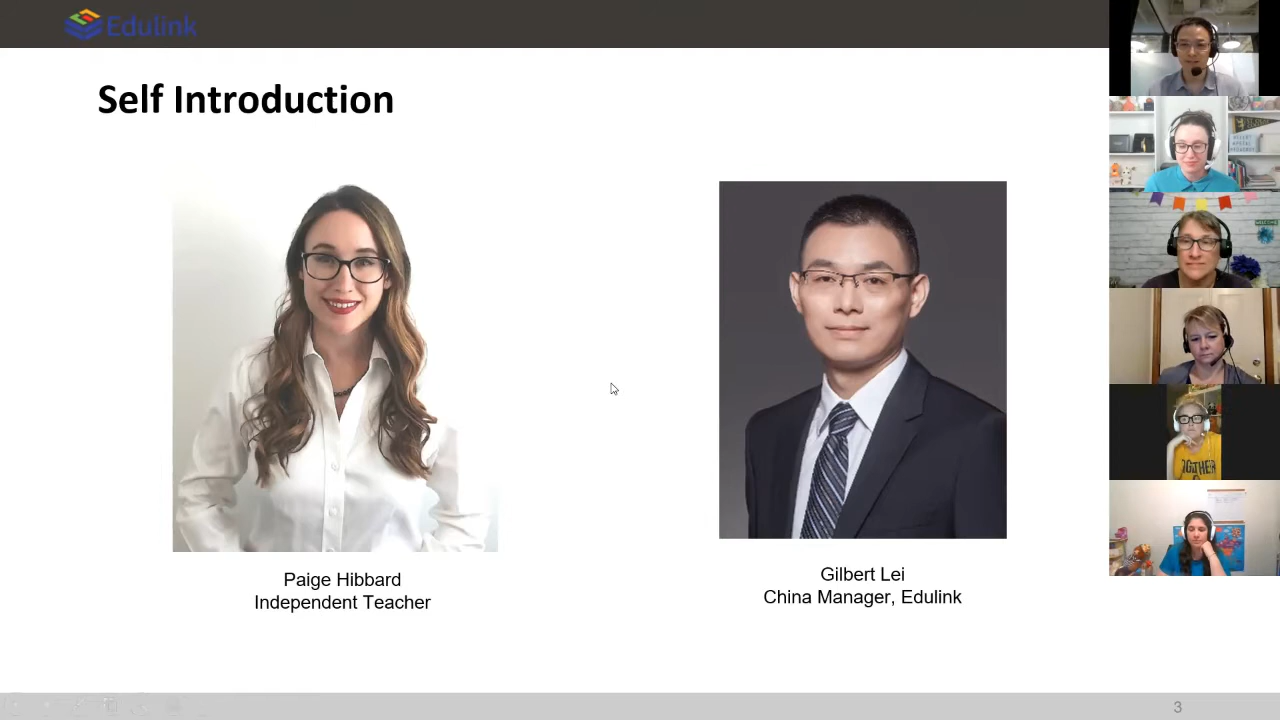 Edulink
Self Introduction
Paige Hibbard
Independent Teacher
Gilbert Lei
China Manager, Edulink
3